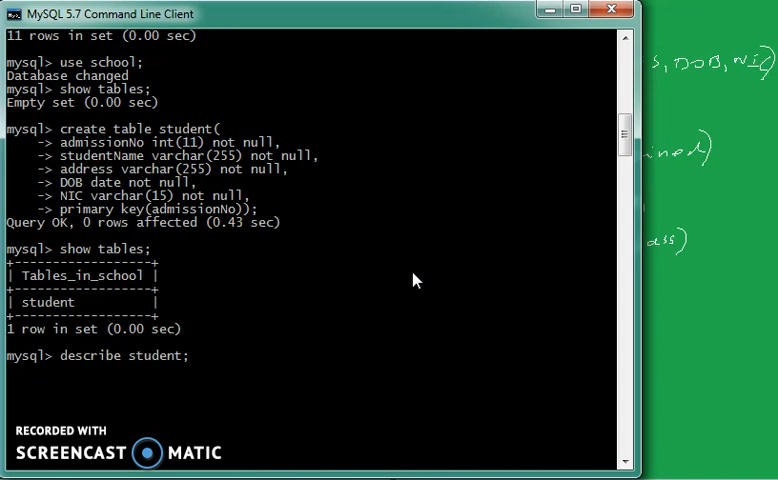 MySQL 5.7 Command Line Client
11 rows in set (0.00 sec)
mysql> use school;
Database changed
mysql> show tables;
Empty set (0.00 sec)
mysql> create table student(
    -> admissionNo int(11) not null,
    -> studentName varchar(255) not null,
    -> address varchar(255) not null,
    -> DOB date not null,
    -> NIC varchar(15) not null,
    -> primary key(admissionNo));
Query OK, 0 rows affected (0.43 sec)
mysql> show tables;
+------------------+
| Tables_in_school |
+------------------+
| student          |
+------------------+
1 row in set (0.00 sec)
mysql> describe student;
s, DOB, NIC)
ass)
RECORDED WITH
SCREENCAST MATIC